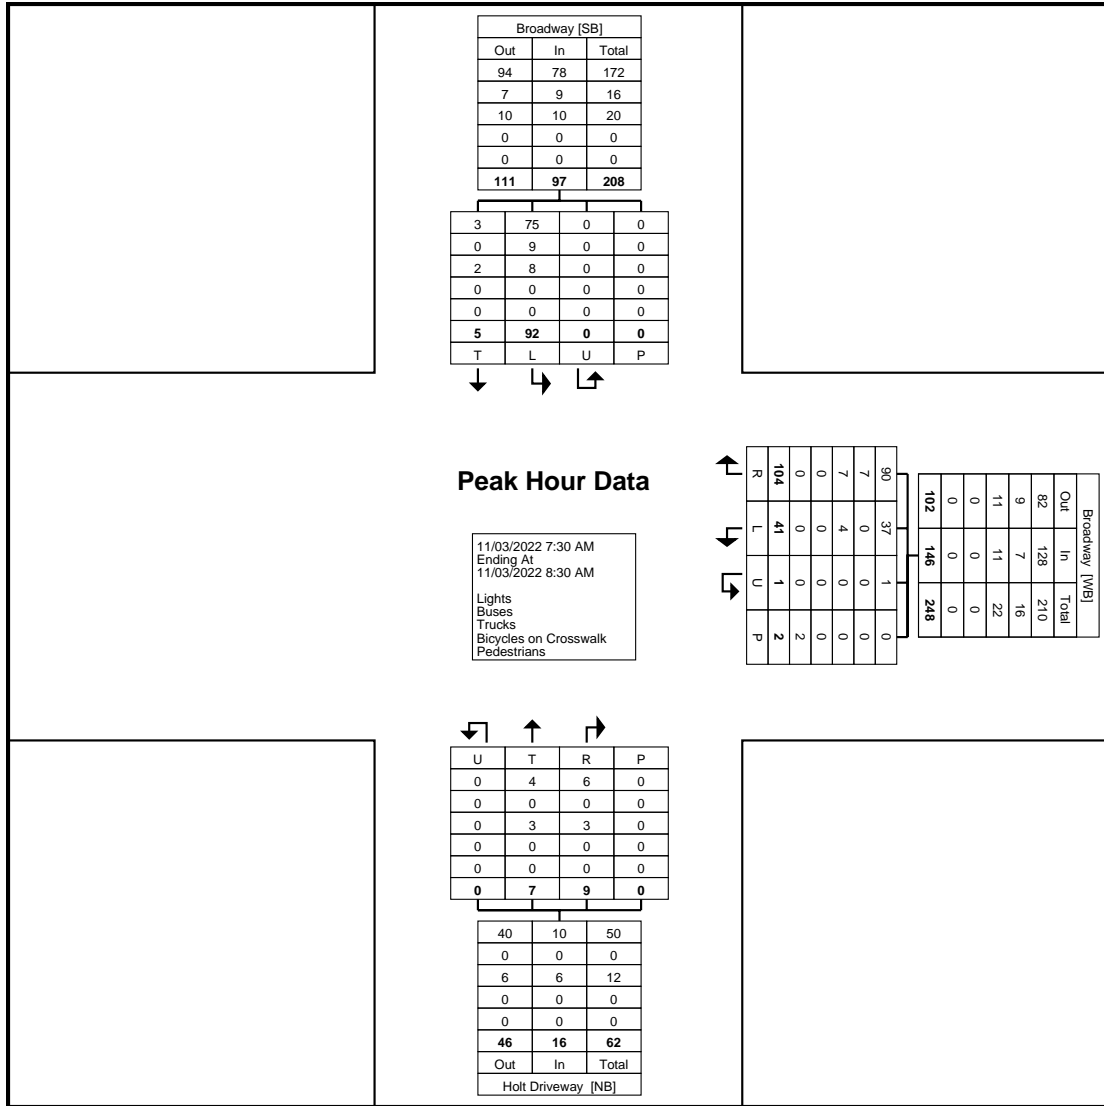 Broadway [SB]
Out In Total
94 78 172
7 9 16
10 10 20
0 0 0
0 0 0
111 97 208
3 75 0 0
0 9 0 0
2 8 0 0
0 0 0 0
0 0 0 0
5 92 0 0
T L U P
Peak Hour Data
11/03/2022 7:30 AM
Ending At
11/03/2022 8:30 AM
Lights
Buses
Trucks
Bicycles on Crosswalk
Pedestrians
Broadway [WB]
Out In Total
82 128 210
9 7 16
11 11 22
0 0 0
0 0 0
102 146 248
90 37 1 0
7 0 0 0
7 4 0 0
0 0 0 0
0 0 0 2
104 41 1 2
R L U P
U T R P
0 4 6 0
0 0 0 0
0 3 3 0
0 0 0 0
0 0 0 0
0 7 9 0
40 10 50
0 0 0
6 6 12
0 0 0
0 0 0
46 16 62
Out In Total
Holt Driveway [NB]